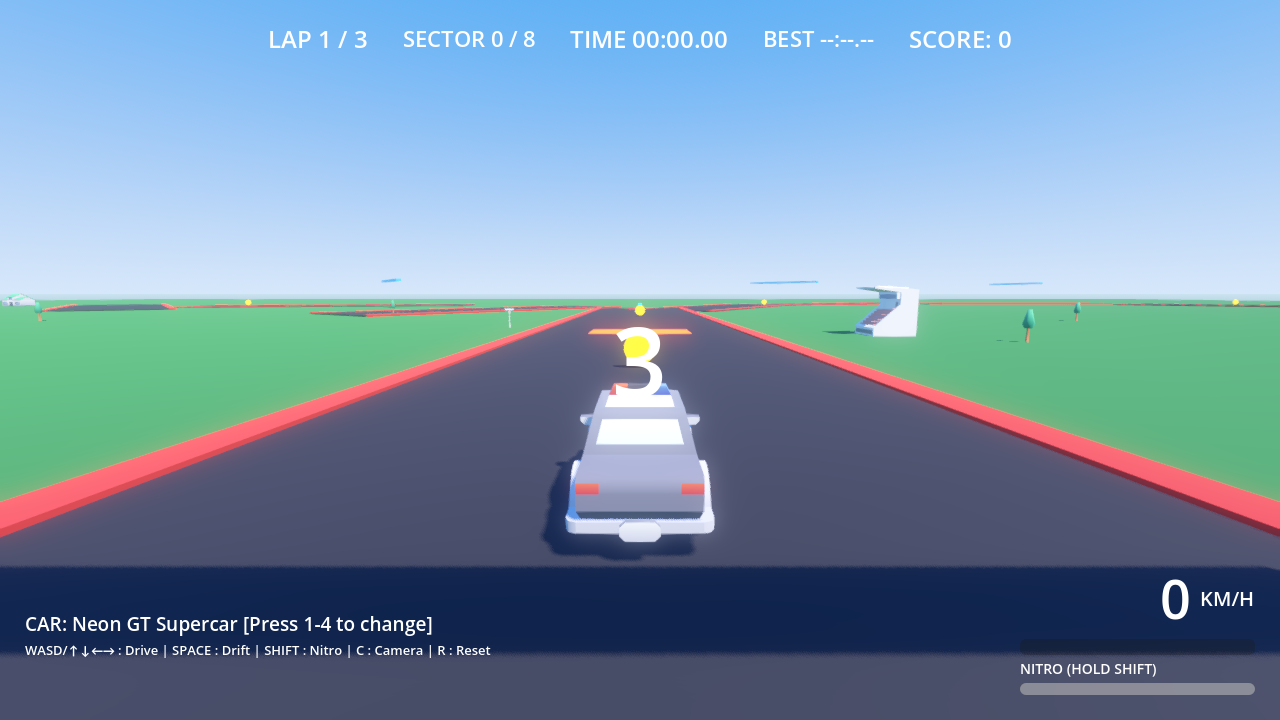 LAP 1 / 3 SECTOR 0 / 8 TIME 00:00.00 BEST --:--.-- SCORE: 0
3
0 KM/H
CAR: Neon GT Supercar [Press 1-4 to change]
WASD/↑↓←→ : Drive | SPACE : Drift | SHIFT : Nitro | C : Camera | R : Reset
NITRO (HOLD SHIFT)